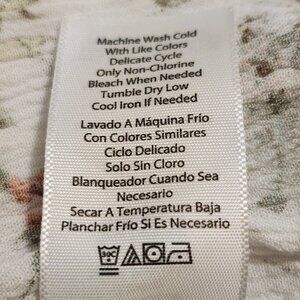 Machine Wash Cold
With Like Colors
Delicate Cycle
Only Non-Chlorine
Bleach When Needed
Tumble Dry Low
Cool Iron If Needed
Lavado A Máquina Frío
Con Colores Similares
Ciclo Delicado
Solo Sin Cloro
Blanqueador Cuando Sea
Necesario
Secar A Temperatura Baja
Planchar Frío Si Es Necesario
30C